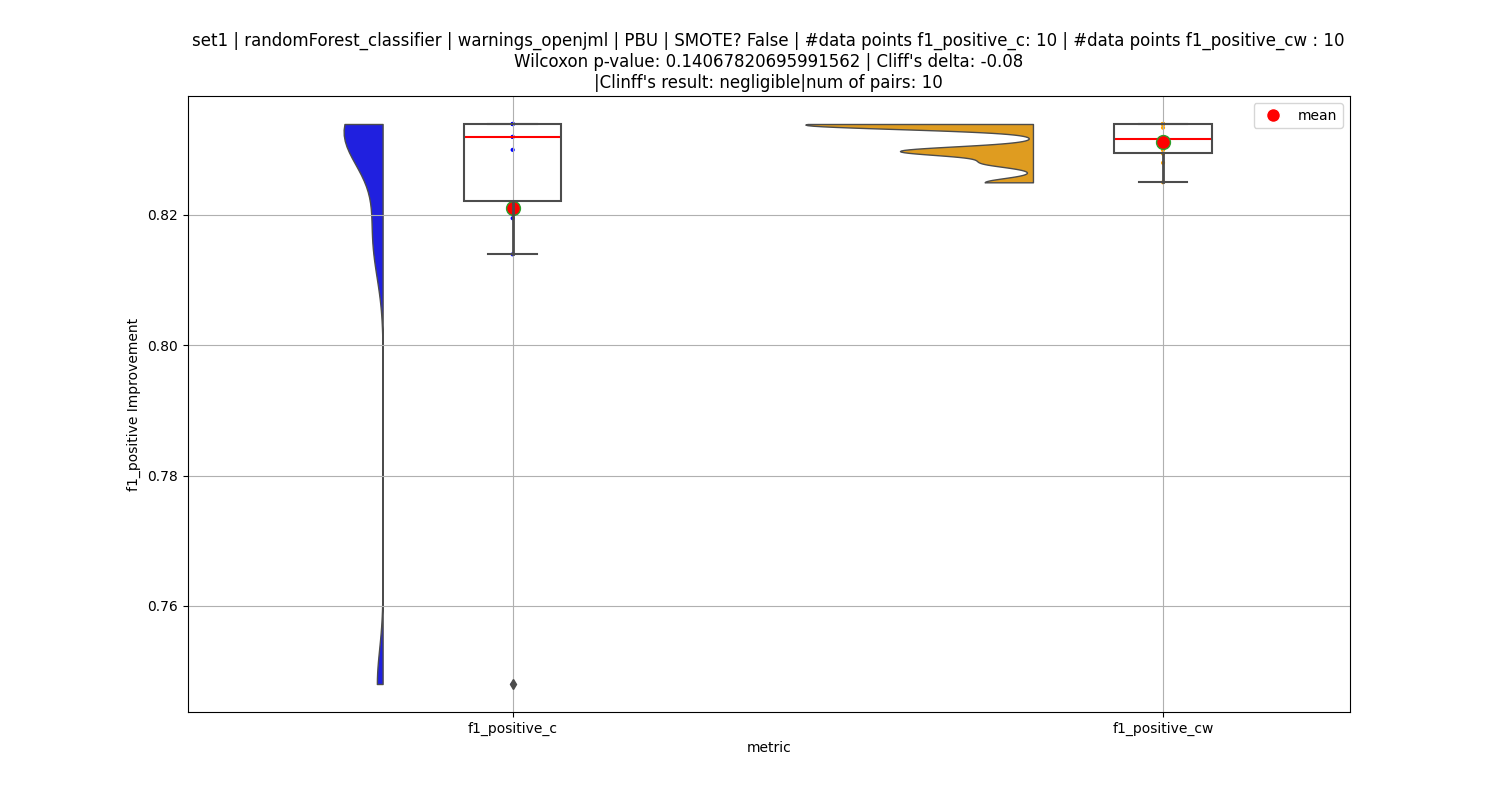 set1 | randomForest_classifier | warnings_openjml | PBU | SMOTE? False | #data points f1_positive_c: 10 | #data points f1_positive_cw : 10
Wilcoxon p-value: 0.14067820695991562 | Cliff's delta: -0.08
|Clinff's result: negligible|num of pairs: 10
mean
0.82
0.80
0.78
0.76
f1_positive Improvement
f1_positive_c
f1_positive_cw
metric